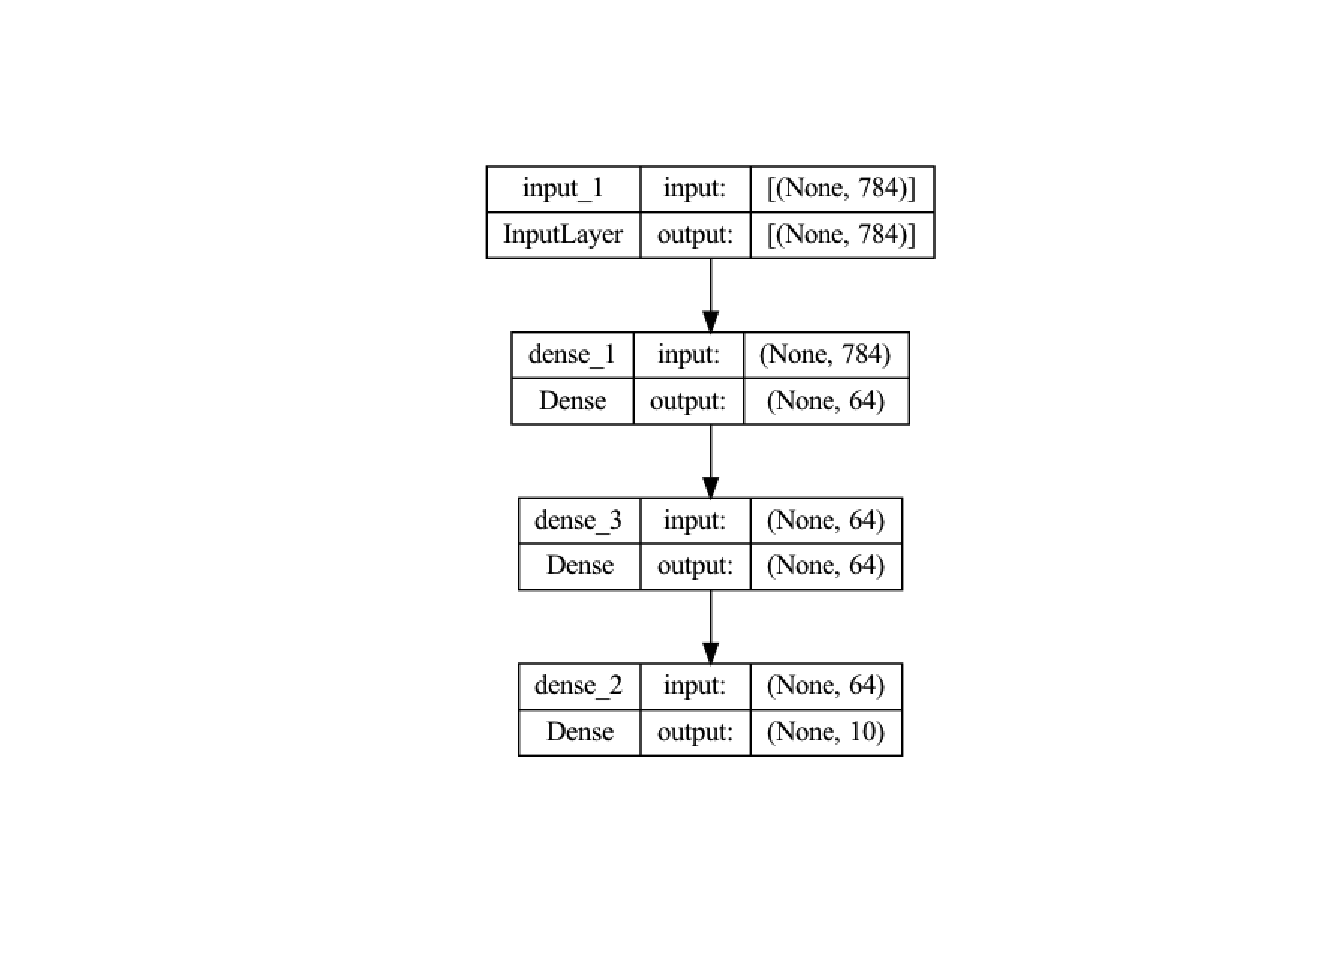 input_1 input: [(None, 784)]
InputLayer output: [(None, 784)]
dense_1 input: (None, 784)
Dense output: (None, 64)
dense_3 input: (None, 64)
Dense output: (None, 64)
dense_2 input: (None, 64)
Dense output: (None, 10)